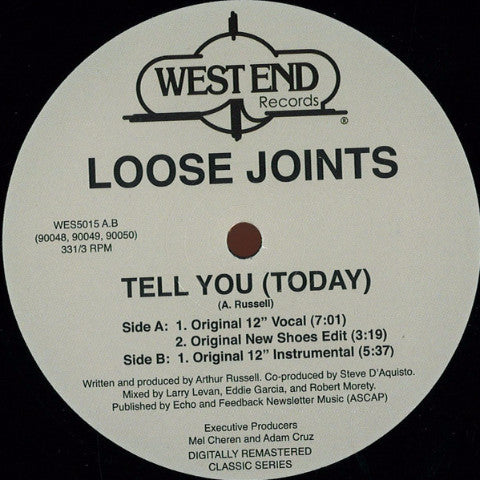 WEST END
Records
®
LOOSE JOINTS
WES5015 A.B
(90048, 90049, 90050)
331/3 RPM
TELL YOU (TODAY)
(A. Russell)
Side A: 1. Original 12” Vocal (7:01)
2. Original New Shoes Edit (3:19)
Side B: 1. Original 12” Instrumental (5:37)
Written and produced by Arthur Russell. Co-produced by Steve D'Aquisto.
Mixed by Larry Levan, Eddie Garcia, and Robert Morety.
Published by Echo and Feedback Newsletter Music (ASCAP)
Executive Producers
Mel Cheren and Adam Cruz
DIGITALLY REMASTERED
CLASSIC SERIES